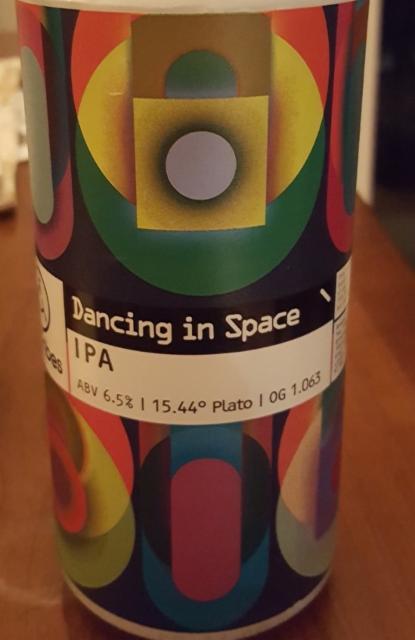 Dancing in Space
IPA
ABV 6.5% | 15.44° Plato | OG 1.063